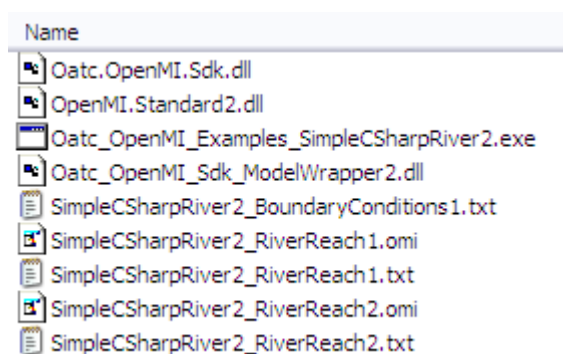 Name
Oatc.OpenMI.Sdk.dll
OpenMI.Standard2.dll
Oatc_OpenMI_Examples_SimpleCSharpRiver2.exe
Oatc_OpenMI_Sdk_ModelWrapper2.dll
SimpleCSharpRiver2_BoundaryConditions1.txt
SimpleCSharpRiver2_RiverReach1.omi
SimpleCSharpRiver2_RiverReach1.txt
SimpleCSharpRiver2_RiverReach2.omi
SimpleCSharpRiver2_RiverReach2.txt